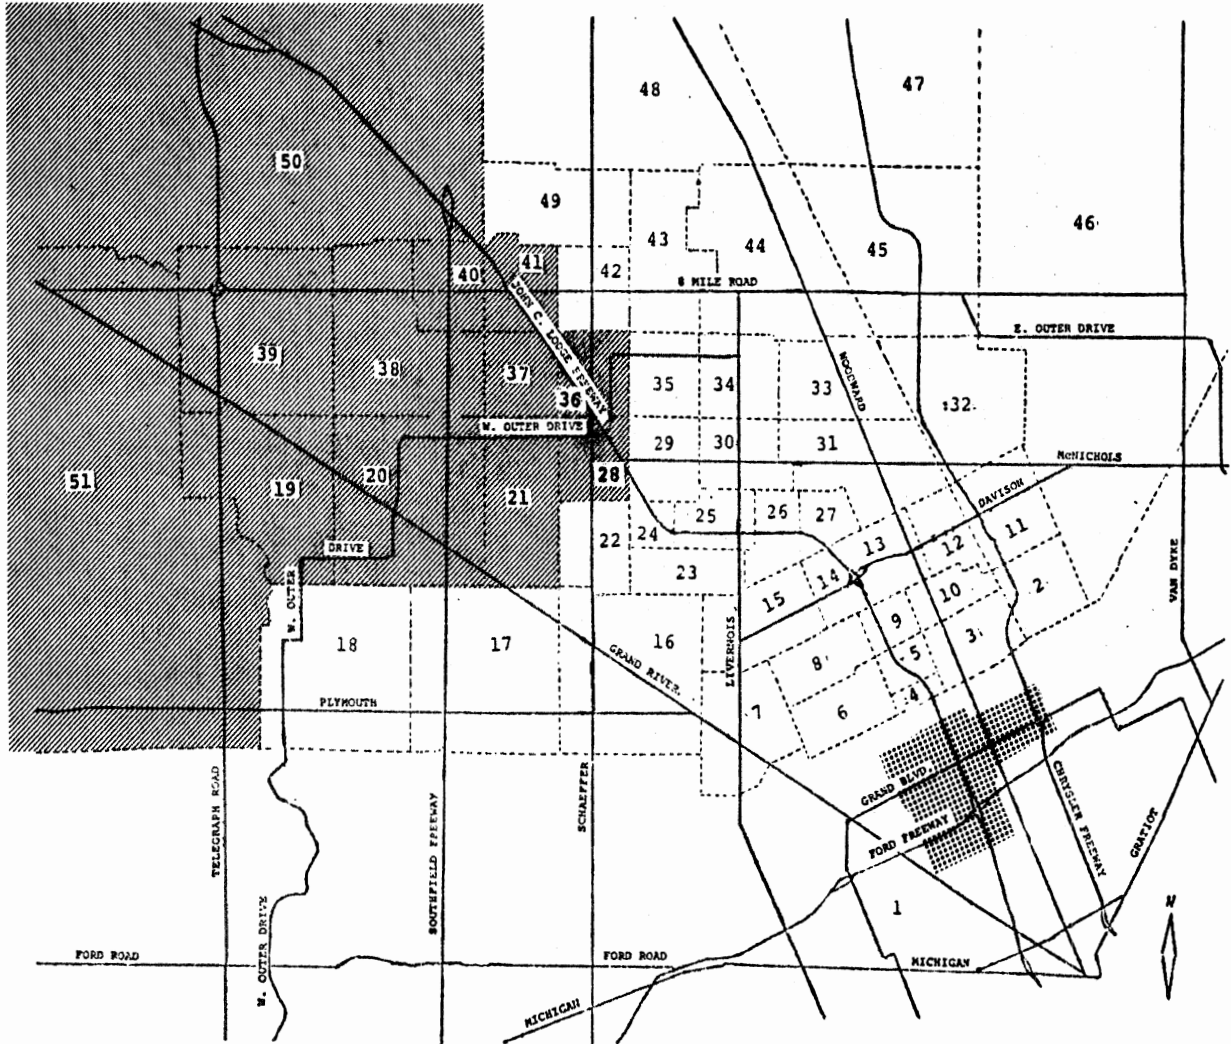 48
47
50
49
46
43
44
45
41
40
42
8 MILE ROAD
JOHN C. LODGE FREEWAY
E. OUTER DRIVE
39
38
37
36
35
34
33
WOODWARD
32
W. OUTER DRIVE
29
30
31
McNICHOLS
51
19
20
21
28
25
26
27
DAVISON
22
24
13
12
11
DRIVE
23
15
14
10
2
VAN DYKE
W. OUTER
18
17
16
9
8
5
3
GRAND RIVER
LIVERNOIS
PLYMOUTH
7
6
4
TELEGRAPH ROAD
SOUTHFIELD FREEWAY
SCHAEFFER
GRAND BLVD.
FORD FREEWAY
CHRYSLER FREEWAY
GRATIOT
1
N
W. OUTER DRIVE
FORD ROAD
FORD ROAD
MICHIGAN
MICHIGAN